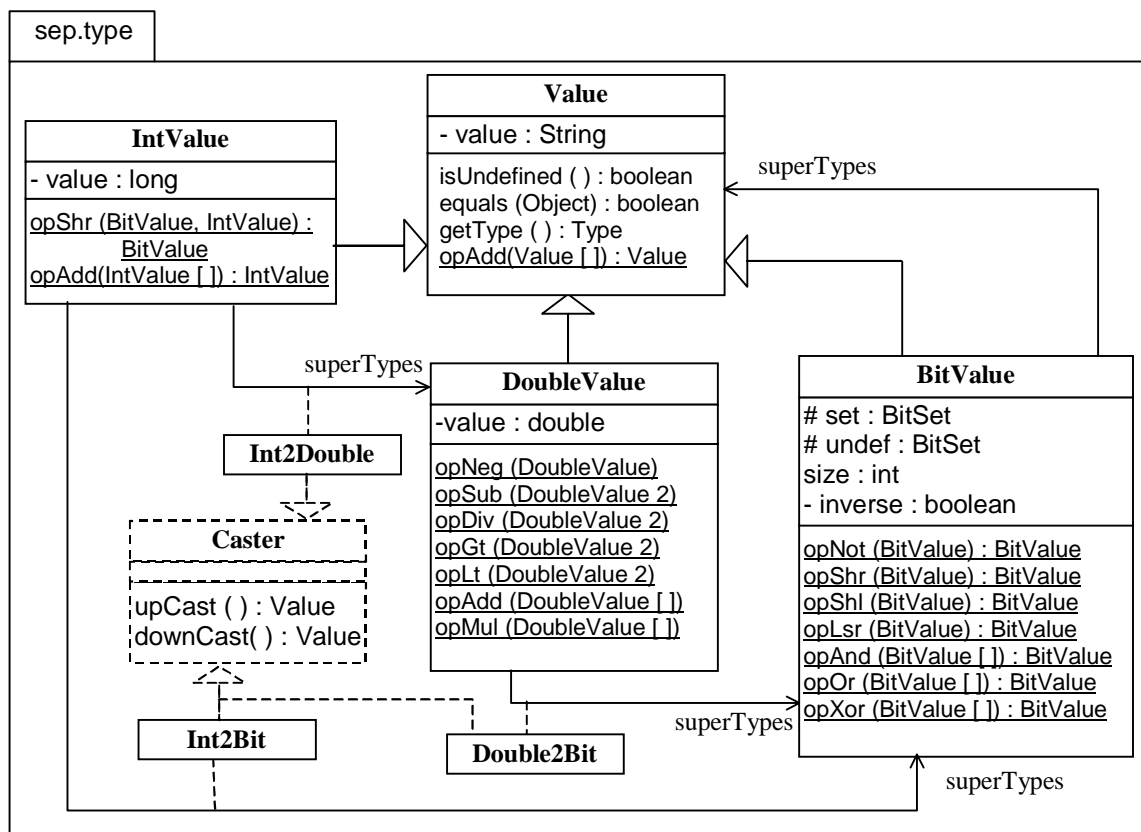 sep.type
Value
- value : String
isUndefined ( ) : boolean
equals (Object) : boolean
getType ( ) : Type
opAdd(Value [ ]) : Value
IntValue
- value : long
opShr (BitValue, IntValue) :
BitValue
opAdd(IntValue [ ]) : IntValue
superTypes
superTypes
DoubleValue
-value : double
opNeg (DoubleValue)
opSub (DoubleValue 2)
opDiv (DoubleValue 2)
opGt (DoubleValue 2)
opLt (DoubleValue 2)
opAdd (DoubleValue [ ])
opMul (DoubleValue [ ])
BitValue
# set : BitSet
# undef : BitSet
size : int
- inverse : boolean
opNot (BitValue) : BitValue
opShr (BitValue) : BitValue
opShl (BitValue) : BitValue
opLsr (BitValue) : BitValue
opAnd (BitValue [ ]) : BitValue
opOr (BitValue [ ]) : BitValue
opXor (BitValue [ ]) : BitValue
Int2Double
Caster
upCast ( ) : Value
downCast( ) : Value
Int2Bit
Double2Bit
superTypes
superTypes